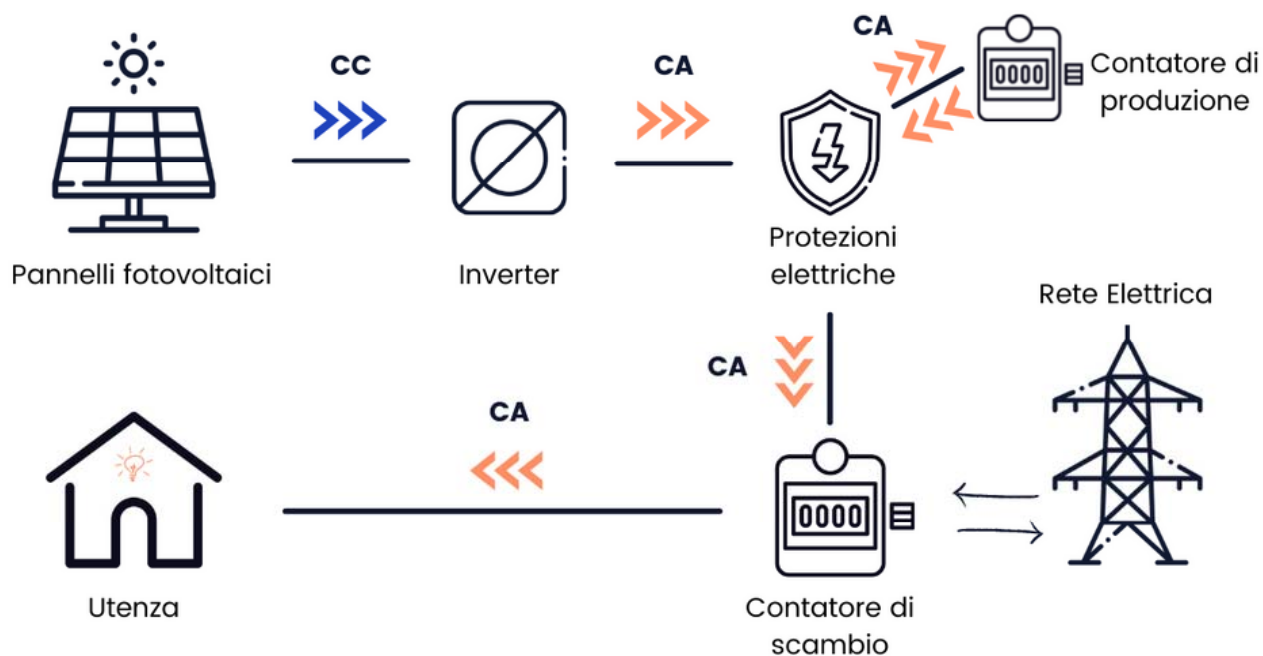 CC
CA
CA
Contatore di
produzione
0000
Pannelli fotovoltaici
Inverter
Protezioni
elettriche
Rete Elettrica
CA
CA
0000
Utenza
Contatore di
scambio